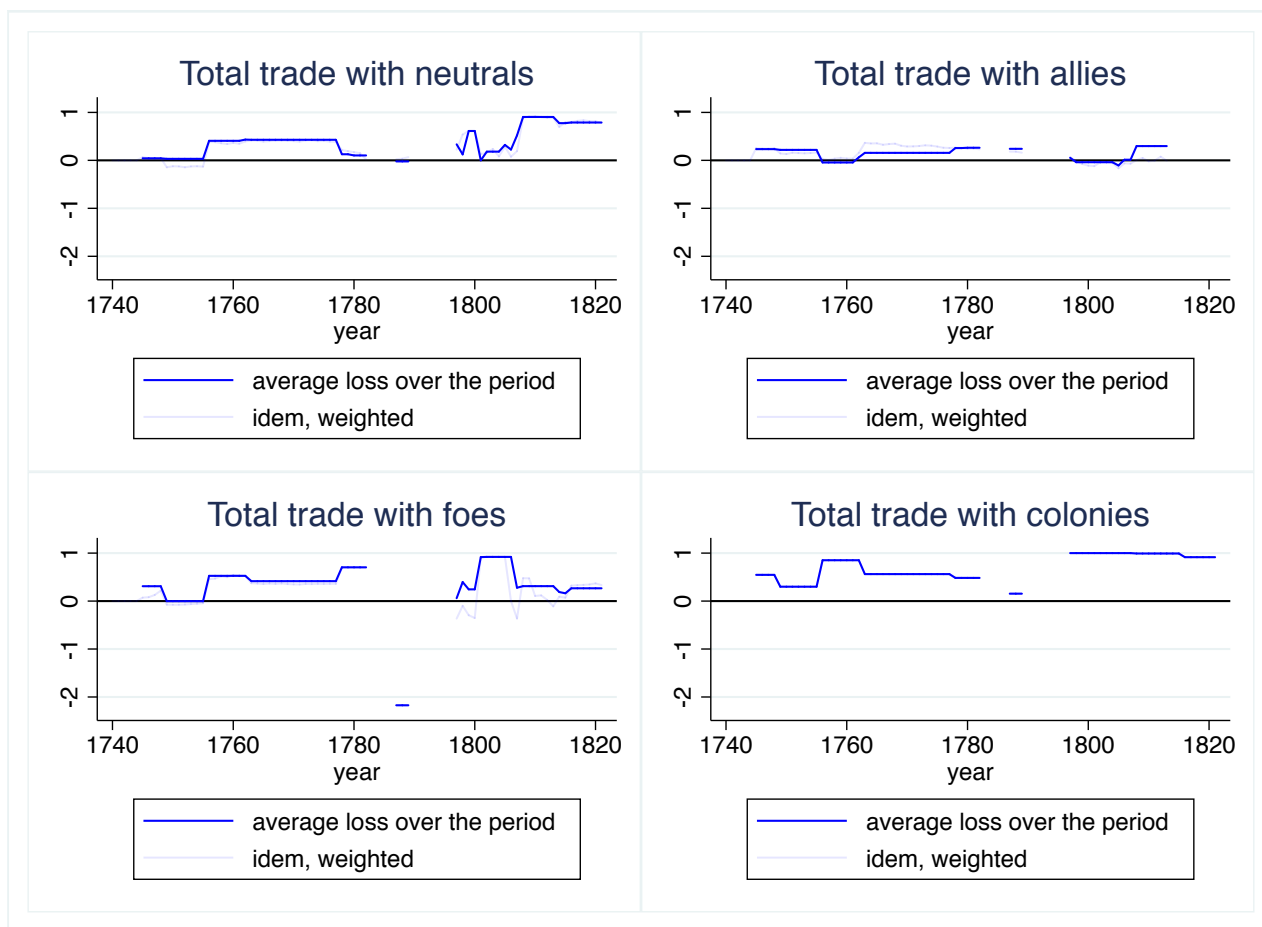 Total trade with neutrals
1
0
-1
-2
1740 1760 1780 1800 1820
year
average loss over the period
idem, weighted
Total trade with allies
1
0
-1
-2
1740 1760 1780 1800 1820
year
average loss over the period
idem, weighted
Total trade with foes
1
0
-1
-2
1740 1760 1780 1800 1820
year
average loss over the period
idem, weighted
Total trade with colonies
1
0
-1
-2
1740 1760 1780 1800 1820
year
average loss over the period
idem, weighted